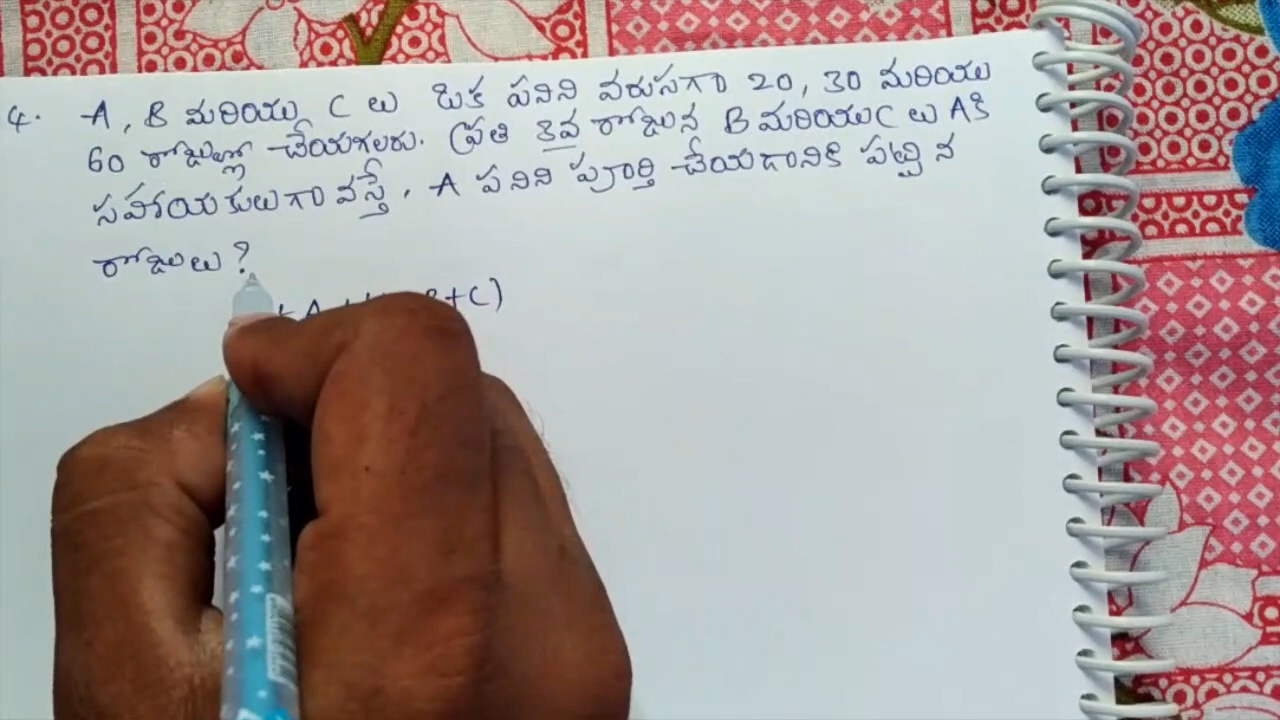 4. A, B మరియు C లు ఒక పనిని వరుసగా 20, 30 మరియు
60 రోజుల్లో చేయగలరు. ప్రతి 3వ రోజున B మరియు C లు A కి
సహాయకులుగా వస్తే, A పనిని పూర్తి చేయడానికి పట్టిన
రోజులు?
+C)